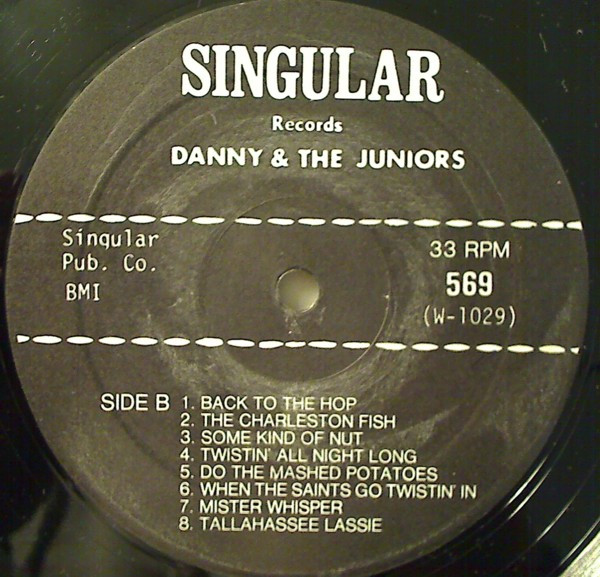 SINGULAR
Records
DANNY & THE JUNIORS
Singular
Pub. Co.
BMI
33 RPM
569
(W-1029)
SIDE B
1. BACK TO THE HOP
2. THE CHARLESTON FISH
3. SOME KIND OF NUT
4. TWISTIN' ALL NIGHT LONG
5. DO THE MASHED POTATOES
6. WHEN THE SAINTS GO TWISTIN' IN
7. MISTER WHISPER
8. TALLAHASSEE LASSIE